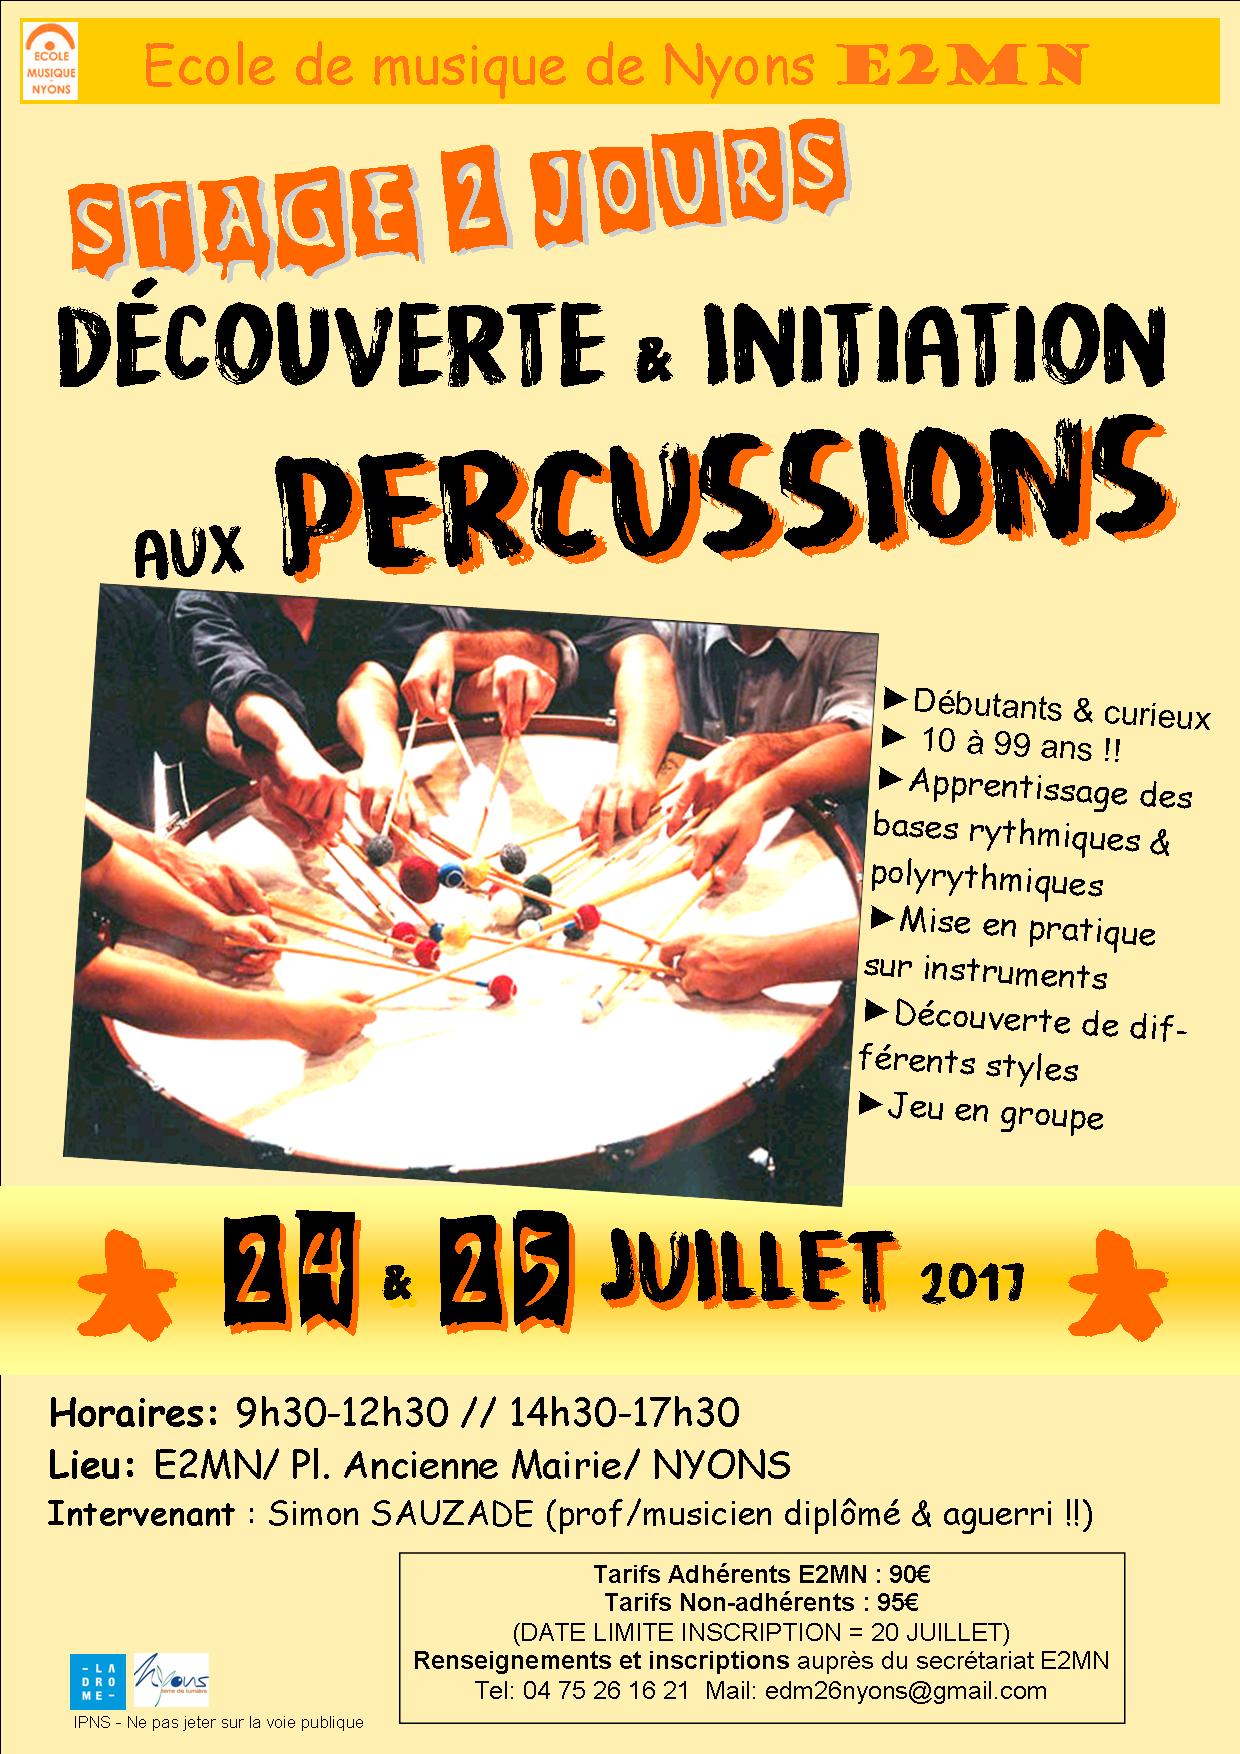 ECOLE
MUSIQUE
NYONS
Ecole de musique de Nyons E2MN
STAGE 2 JOURS
DÉCOUVERTE & INITIATION
AUX PERCUSSIONS
►Débutants & curieux
► 10 à 99 ans !!
►Apprentissage des
bases rythmiques &
polyrythmiques
►Mise en pratique
sur instruments
►Découverte de dif-
férents styles
►Jeu en groupe
24 & 25 JUILLET 2017
Horaires: 9h30-12h30 // 14h30-17h30
Lieu: E2MN/ Pl. Ancienne Mairie/ NYONS
Intervenant : Simon SAUZADE (prof/musicien diplômé & aguerri !!)
Tarifs Adhérents E2MN : 90€
Tarifs Non-adhérents : 95€
(DATE LIMITE INSCRIPTION = 20 JUILLET)
Renseignements et inscriptions auprès du secrétariat E2MN
Tel: 04 75 26 16 21 Mail: edm26nyons@gmail.com
- LA
DRO
ME -
Nyons
terre de lumière
IPNS - Ne pas jeter sur la voie publique